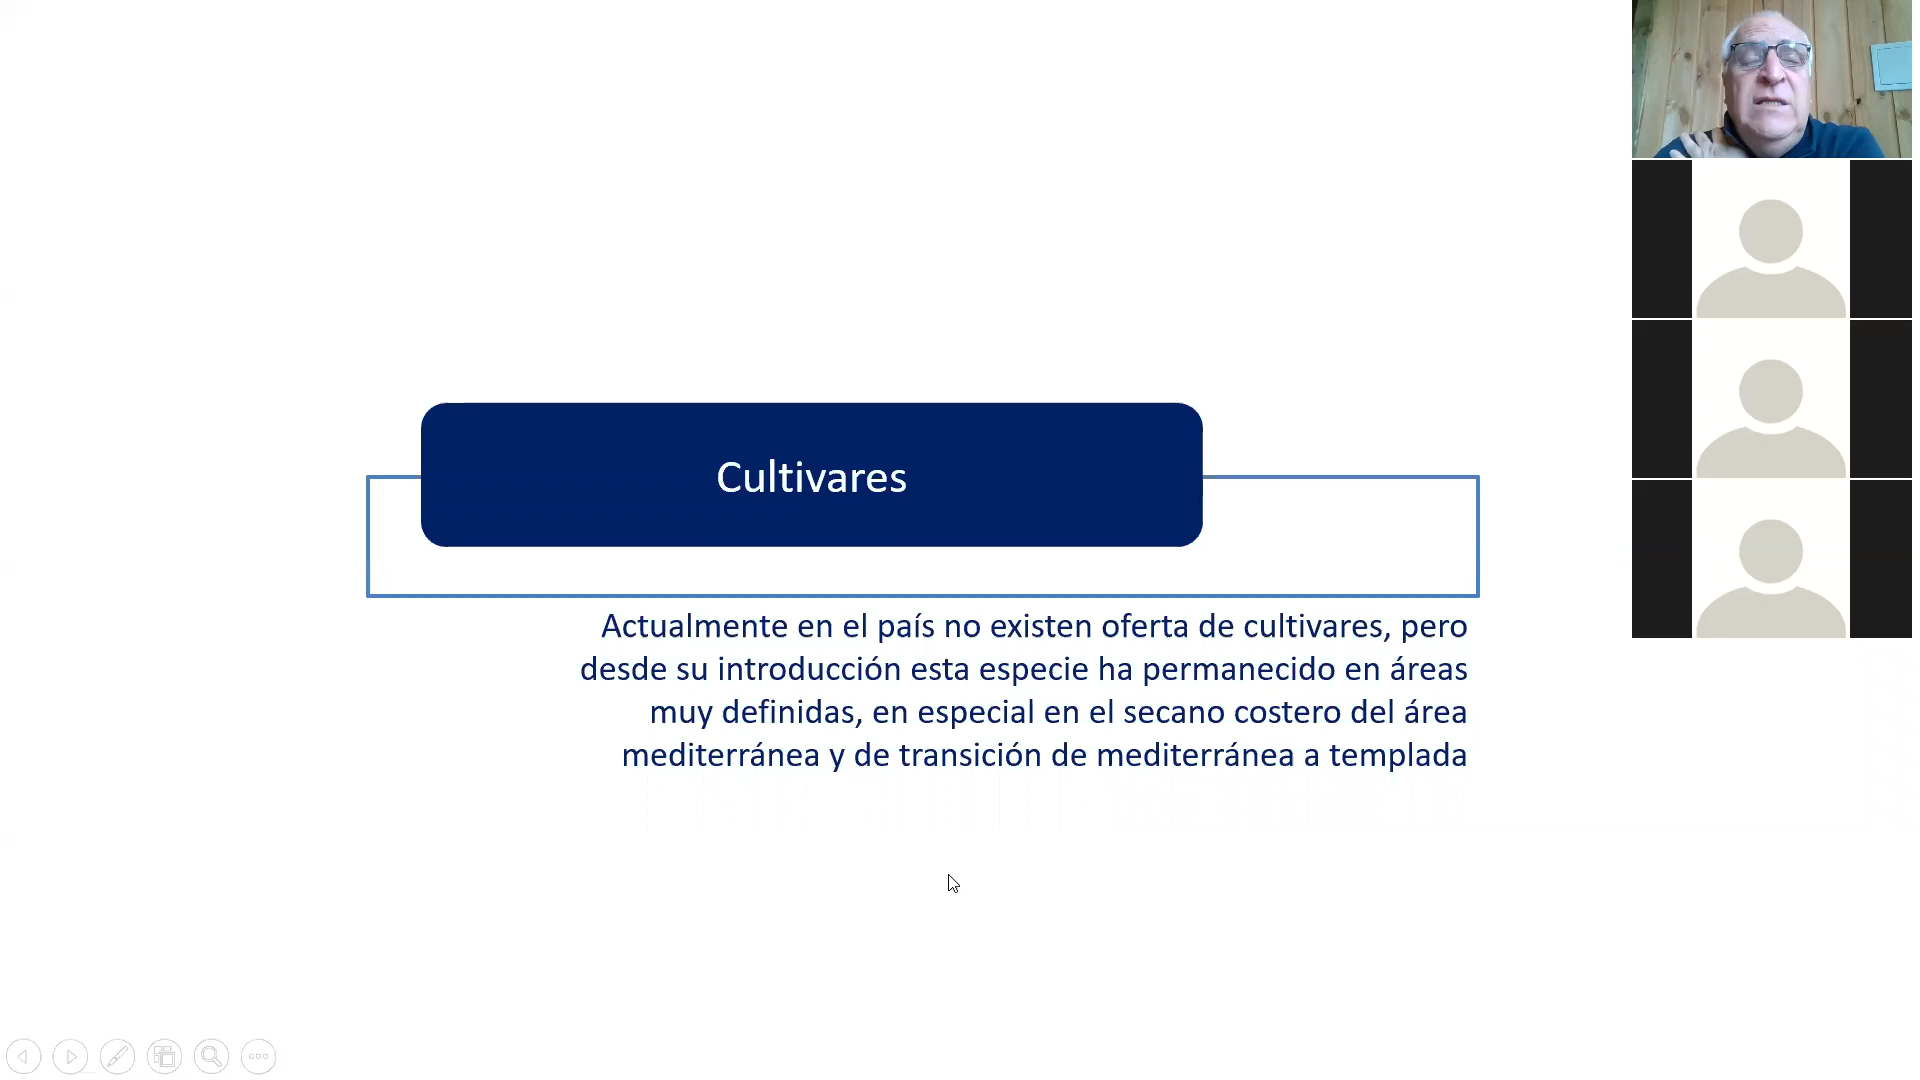 Cultivares
Actualmente en el país no existen oferta de cultivares, pero
desde su introducción esta especie ha permanecido en áreas
muy definidas, en especial en el secano costero del área
mediterránea y de transición de mediterránea a templada